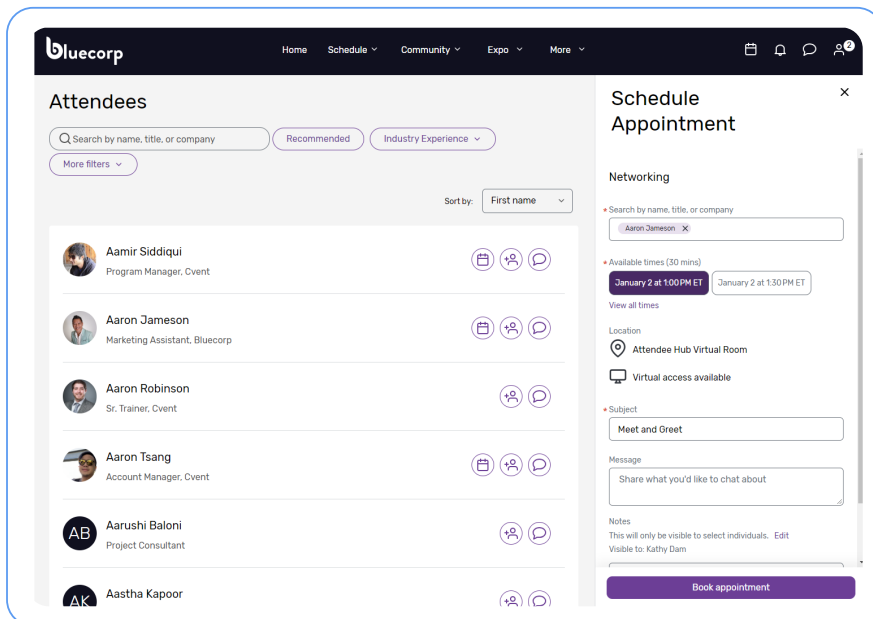 bluecorp
Home Schedule Community Expo More
2
Attendees
Search by name, title, or company
Recommended
Industry Experience
More filters
Sort by: First name
Aamir Siddiqui
Program Manager, Cvent
Aaron Jameson
Marketing Assistant, Bluecorp
Aaron Robinson
Sr. Trainer, Cvent
Aaron Tsang
Account Manager, Cvent
AB
Aarushi Baloni
Project Consultant
AK
Aastha Kapoor
Schedule
Appointment
Networking
* Search by name, title, or company
Aaron Jameson
* Available times (30 mins)
January 2 at 1:00 PM ET January 2 at 1:30 PM ET
View all times
Location
Attendee Hub Virtual Room
Virtual access available
* Subject
Meet and Greet
Message
Share what you'd like to chat about
Notes
This will only be visible to select individuals. Edit
Visible to: Kathy Dam
Book appointment